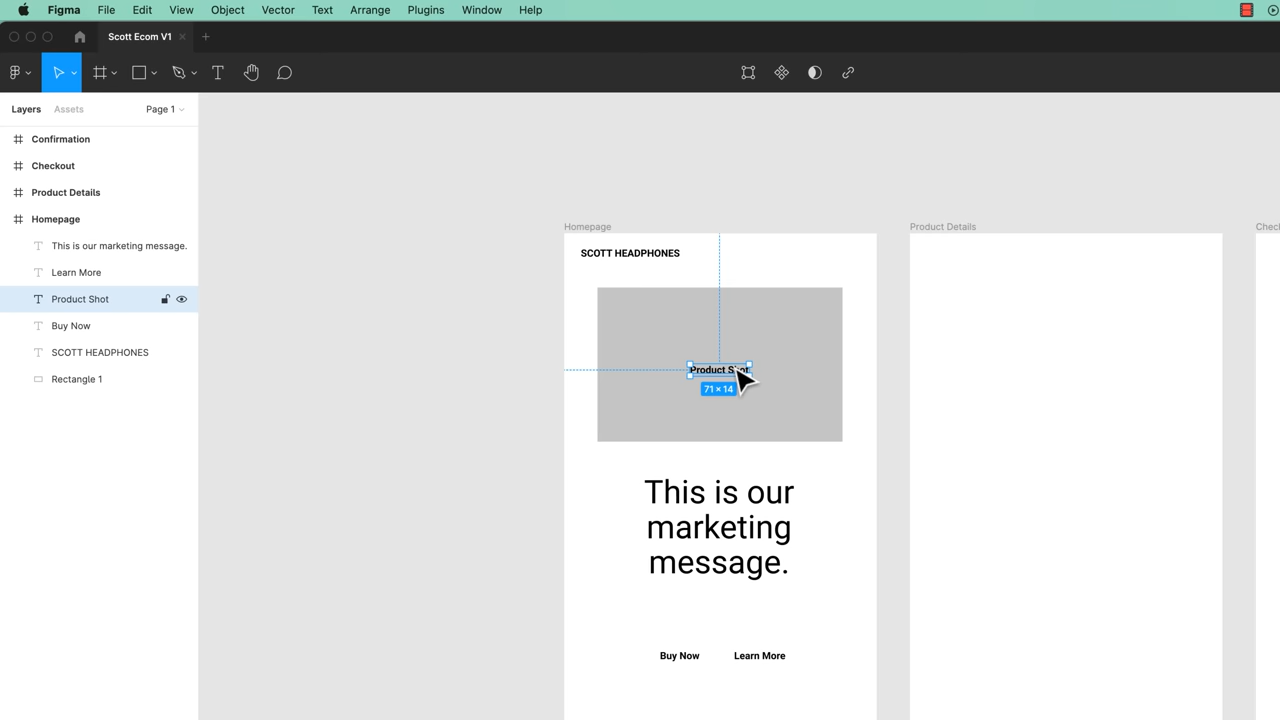 Figma File Edit View Object Vector Text Arrange Plugins Window Help
Scott Ecom V1
Layers Assets Page 1
Confirmation
Checkout
Product Details
Homepage
This is our marketing message.
Learn More
Product Shot
Buy Now
SCOTT HEADPHONES
Rectangle 1
Homepage
SCOTT HEADPHONES
Product Shot
71 × 14
This is our
marketing
message.
Buy Now Learn More
Product Details